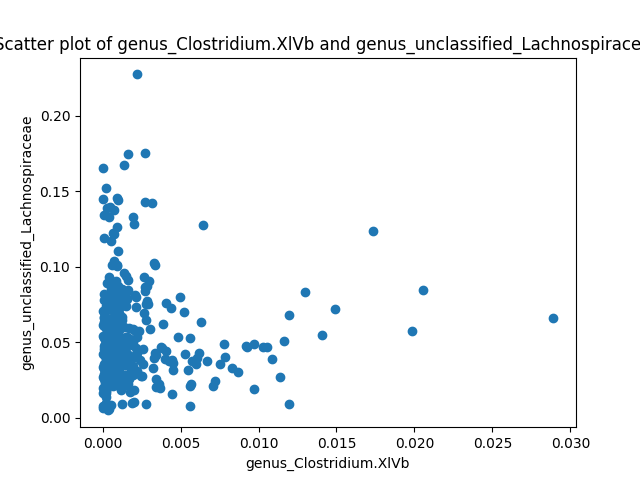 Scatter plot of genus_Clostridium.XlVb and genus_unclassified_Lachnospirace
genus_unclassified_Lachnospiraceae
0.20
0.15
0.10
0.05
0.00
0.000 0.005 0.010 0.015 0.020 0.025 0.030
genus_Clostridium.XlVb